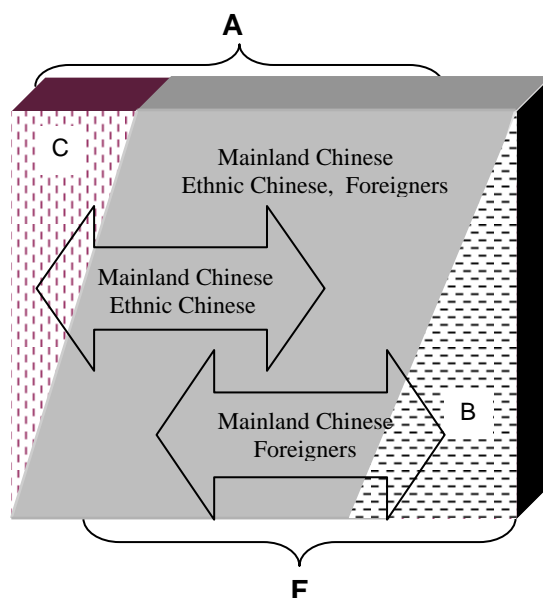 A
C
Mainland Chinese
Ethnic Chinese, Foreigners
Mainland Chinese
Ethnic Chinese
Mainland Chinese
Foreigners
B